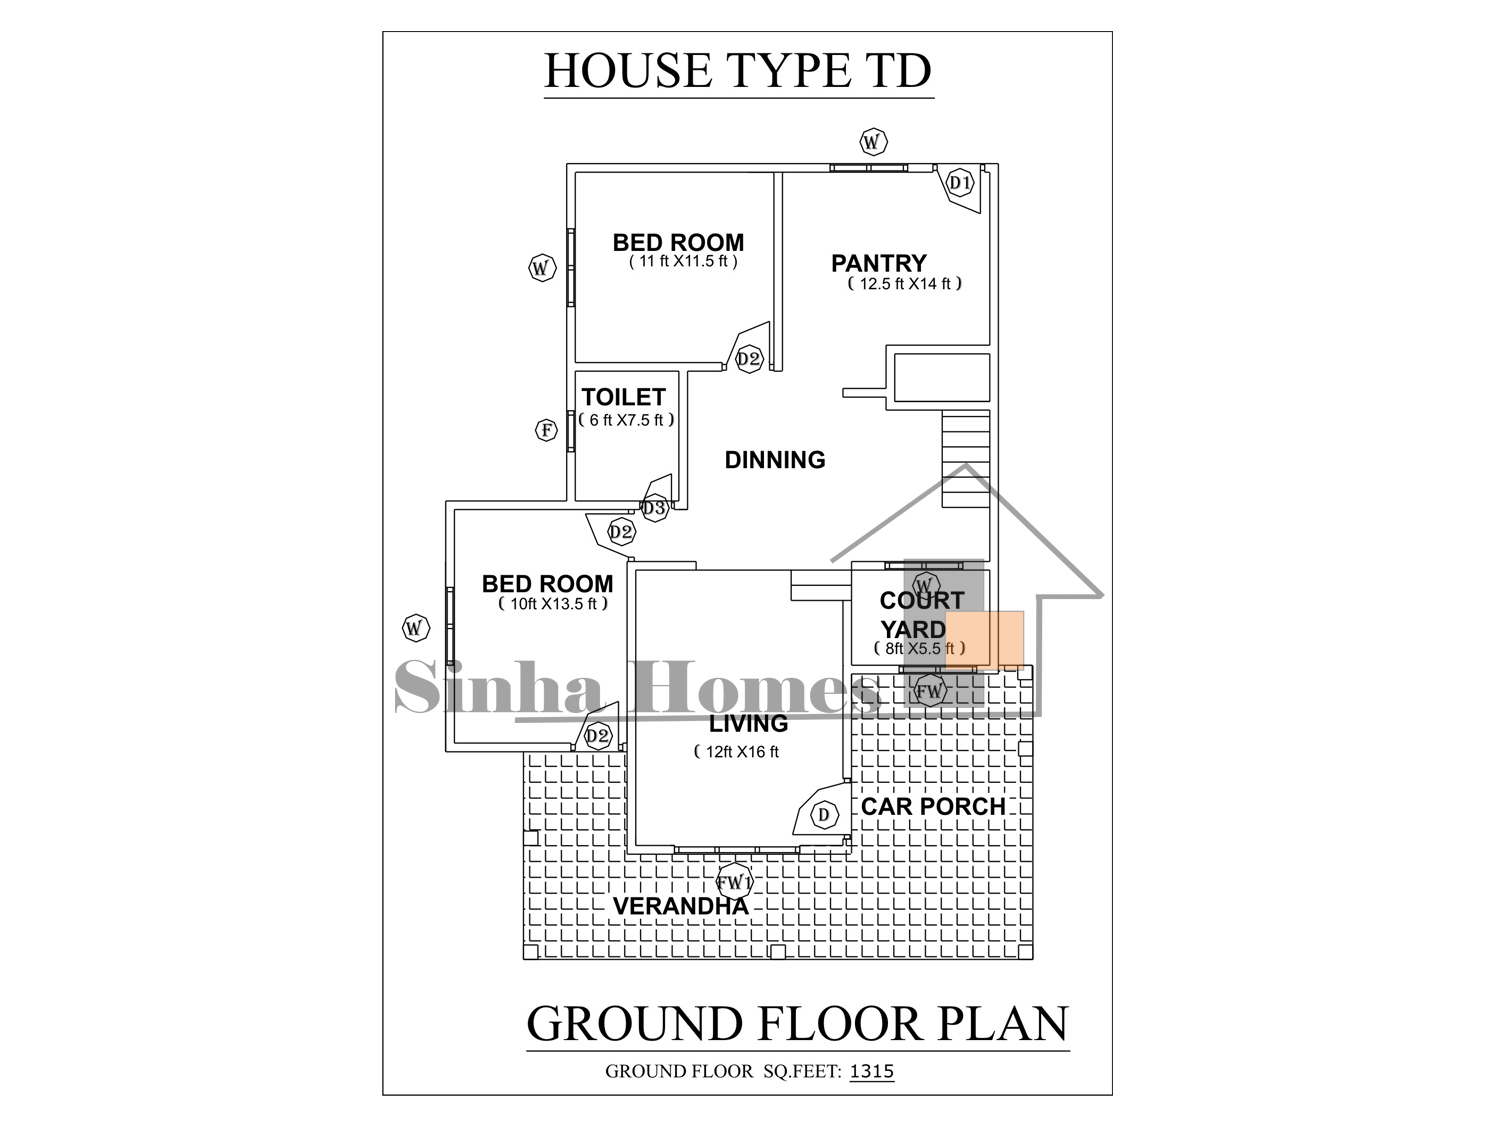 HOUSE TYPE TD
W
D1
BED ROOM
( 11 ft X11.5 ft )
PANTRY
( 12.5 ft X14 ft )
W
D2
TOILET
( 6 ft X7.5 ft )
F
DINNING
D3
D2
W
BED ROOM
( 10ft X13.5 ft )
COURT
YARD
( 8ft X5.5 ft )
W
Sinha Homes
FW
LIVING
( 12ft X16 ft
D2
CAR PORCH
D
FW1
VERANDHA
GROUND FLOOR PLAN
GROUND FLOOR SQ.FEET: 1315